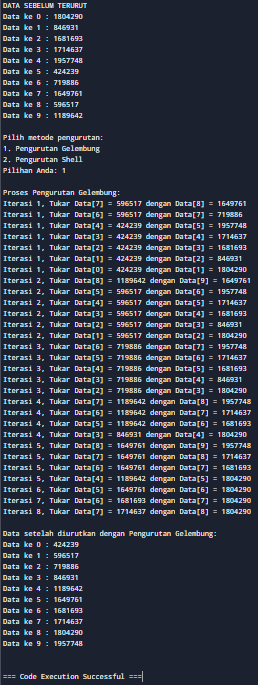 DATA SEBELUM TERURUT
Data ke 0 : 1804290
Data ke 1 : 846931
Data ke 2 : 1681693
Data ke 3 : 1714637
Data ke 4 : 1957748
Data ke 5 : 424239
Data ke 6 : 719886
Data ke 7 : 1649761
Data ke 8 : 596517
Data ke 9 : 1189642
Pilih metode pengurutan:
1. Pengurutan Gelembung
2. Pengurutan Shell
Pilihan Anda: 1
Proses Pengurutan Gelembung:
Iterasi 1, Tukar Data[7] = 596517 dengan Data[8] = 1649761
Iterasi 1, Tukar Data[6] = 596517 dengan Data[7] = 719886
Iterasi 1, Tukar Data[4] = 424239 dengan Data[5] = 1957748
Iterasi 1, Tukar Data[3] = 424239 dengan Data[4] = 1714637
Iterasi 1, Tukar Data[2] = 424239 dengan Data[3] = 1681693
Iterasi 1, Tukar Data[1] = 424239 dengan Data[2] = 846931
Iterasi 1, Tukar Data[0] = 424239 dengan Data[1] = 1804290
Iterasi 2, Tukar Data[8] = 1189642 dengan Data[9] = 1649761
Iterasi 2, Tukar Data[5] = 596517 dengan Data[6] = 1957748
Iterasi 2, Tukar Data[4] = 596517 dengan Data[5] = 1714637
Iterasi 2, Tukar Data[3] = 596517 dengan Data[4] = 1681693
Iterasi 2, Tukar Data[2] = 596517 dengan Data[3] = 846931
Iterasi 2, Tukar Data[1] = 596517 dengan Data[2] = 1804290
Iterasi 3, Tukar Data[6] = 719886 dengan Data[7] = 1957748
Iterasi 3, Tukar Data[5] = 719886 dengan Data[6] = 1714637
Iterasi 3, Tukar Data[4] = 719886 dengan Data[5] = 1681693
Iterasi 3, Tukar Data[3] = 719886 dengan Data[4] = 846931
Iterasi 3, Tukar Data[2] = 719886 dengan Data[3] = 1804290
Iterasi 4, Tukar Data[7] = 1189642 dengan Data[8] = 1957748
Iterasi 4, Tukar Data[6] = 1189642 dengan Data[7] = 1714637
Iterasi 4, Tukar Data[5] = 1189642 dengan Data[6] = 1681693
Iterasi 4, Tukar Data[3] = 846931 dengan Data[4] = 1804290
Iterasi 5, Tukar Data[8] = 1649761 dengan Data[9] = 1957748
Iterasi 5, Tukar Data[7] = 1649761 dengan Data[8] = 1714637
Iterasi 5, Tukar Data[6] = 1649761 dengan Data[7] = 1681693
Iterasi 5, Tukar Data[4] = 1189642 dengan Data[5] = 1804290
Iterasi 6, Tukar Data[5] = 1649761 dengan Data[6] = 1804290
Iterasi 7, Tukar Data[6] = 1681693 dengan Data[7] = 1804290
Iterasi 8, Tukar Data[7] = 1714637 dengan Data[8] = 1804290
Data setelah diurutkan dengan Pengurutan Gelembung:
Data ke 0 : 424239
Data ke 1 : 596517
Data ke 2 : 719886
Data ke 3 : 846931
Data ke 4 : 1189642
Data ke 5 : 1649761
Data ke 6 : 1681693
Data ke 7 : 1714637
Data ke 8 : 1804290
Data ke 9 : 1957748
=== Code Execution Successful ===